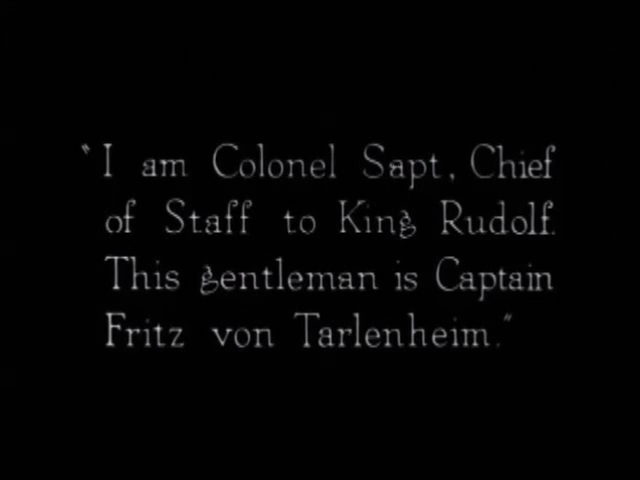 "I am Colonel Sapt, Chief
of Staff to King Rudolf.
This gentleman is Captain
Fritz von Tarlenheim."